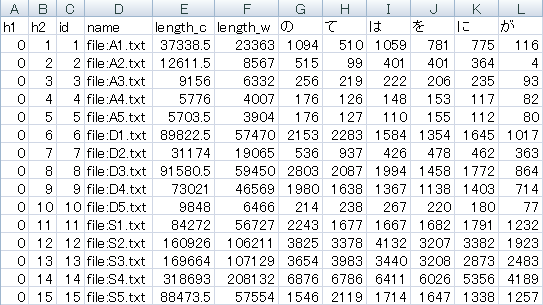 A B C D E F G H I J K L
h1 h2 id name length_c length_w の て は を に が
0 1 1 file:A1.txt 37338.5 23363 1094 510 1059 781 775 116
0 2 2 file:A2.txt 12611.5 8567 515 99 401 401 364 4
0 3 3 file:A3.txt 9156 6332 256 219 222 206 235 93
0 4 4 file:A4.txt 5776 4007 176 126 148 153 117 82
0 5 5 file:A5.txt 5703.5 3904 176 127 110 155 112 80
0 6 6 file:D1.txt 89822.5 57470 2153 2283 1584 1354 1645 1017
0 7 7 file:D2.txt 31174 19065 536 937 426 478 462 363
0 8 8 file:D3.txt 91580.5 59450 2803 2087 1994 1458 1772 864
0 9 9 file:D4.txt 73021 46569 1980 1638 1367 1138 1403 714
0 10 10 file:D5.txt 9848 6466 214 238 267 220 180 77
0 11 11 file:S1.txt 84272 56727 2243 1677 1667 1682 1791 1232
0 12 12 file:S2.txt 160926 106211 3825 3378 4132 3207 3382 1923
0 13 13 file:S3.txt 169664 107129 3654 3983 3440 3208 2873 2483
0 14 14 file:S4.txt 318693 208132 6876 6786 6411 6026 5356 4189
0 15 15 file:S5.txt 88473.5 57554 1546 2119 1714 1647 1338 1257